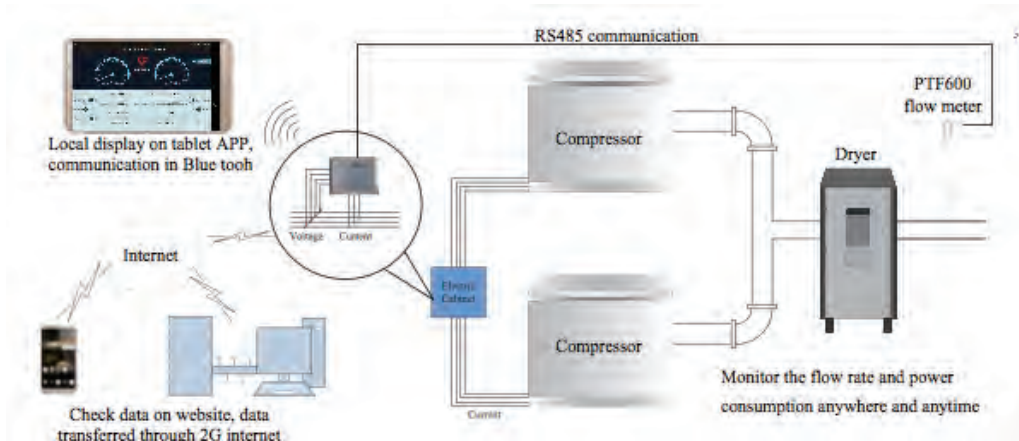 RS485 communication
PTF600
flow meter
Compressor
Dryer
Local display on tablet APP,
communication in Blue tooh
Voltage Current
Internet
Electric
Cabinet
Compressor
Monitor the flow rate and power
consumption anywhere and anytime
Current
Check data on website, data
transferred through 2G internet